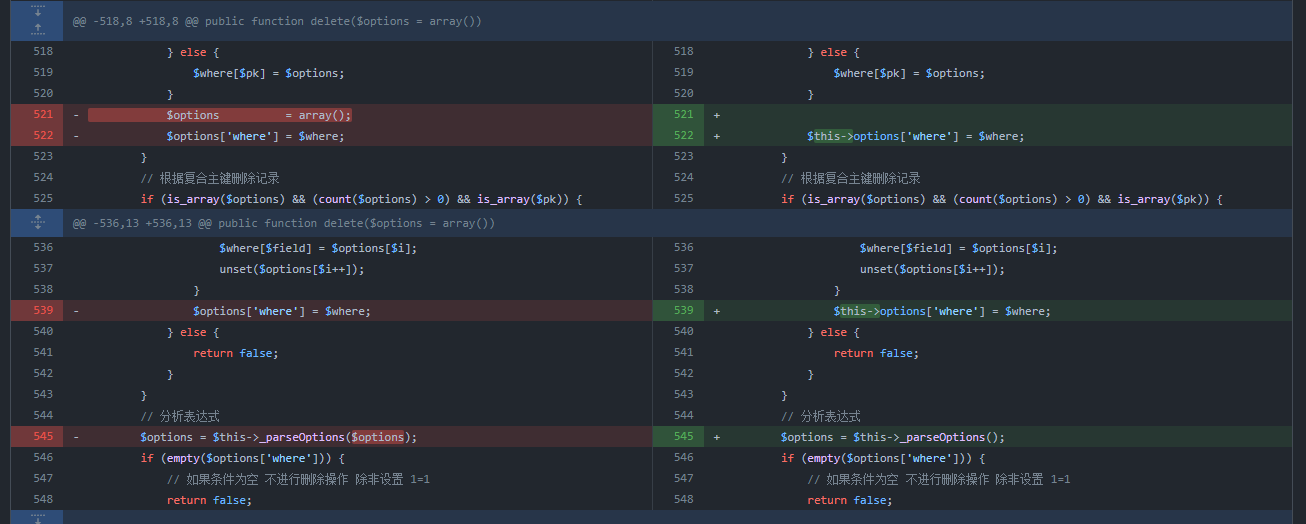 @@ -518,8 +518,8 @@ public function delete($options = array())
518 } else { 518 } else {
519 $where[$pk] = $options; 519 $where[$pk] = $options;
520 } 520 }
521 - $options = array(); 521 +
522 - $options['where'] = $where; 522 + $this->options['where'] = $where;
523 } 523 }
524 // 根据复合主键删除记录 524 // 根据复合主键删除记录
525 if (is_array($options) && (count($options) > 0) && is_array($pk)) { 525 if (is_array($options) && (count($options) > 0) && is_array($pk)) {
@@ -536,13 +536,13 @@ public function delete($options = array())
536 $where[$field] = $options[$i]; 536 $where[$field] = $options[$i];
537 unset($options[$i++]); 537 unset($options[$i++]);
538 } 538 }
539 - $options['where'] = $where; 539 + $this->options['where'] = $where;
540 } else { 540 } else {
541 return false; 541 return false;
542 } 542 }
543 } 543 }
544 // 分析表达式 544 // 分析表达式
545 - $options = $this->_parseOptions($options); 545 + $options = $this->_parseOptions();
546 if (empty($options['where'])) { 546 if (empty($options['where'])) {
547 // 如果条件为空 不进行删除操作 除非设置 1=1 547 // 如果条件为空 不进行删除操作 除非设置 1=1
548 return false; 548 return false;